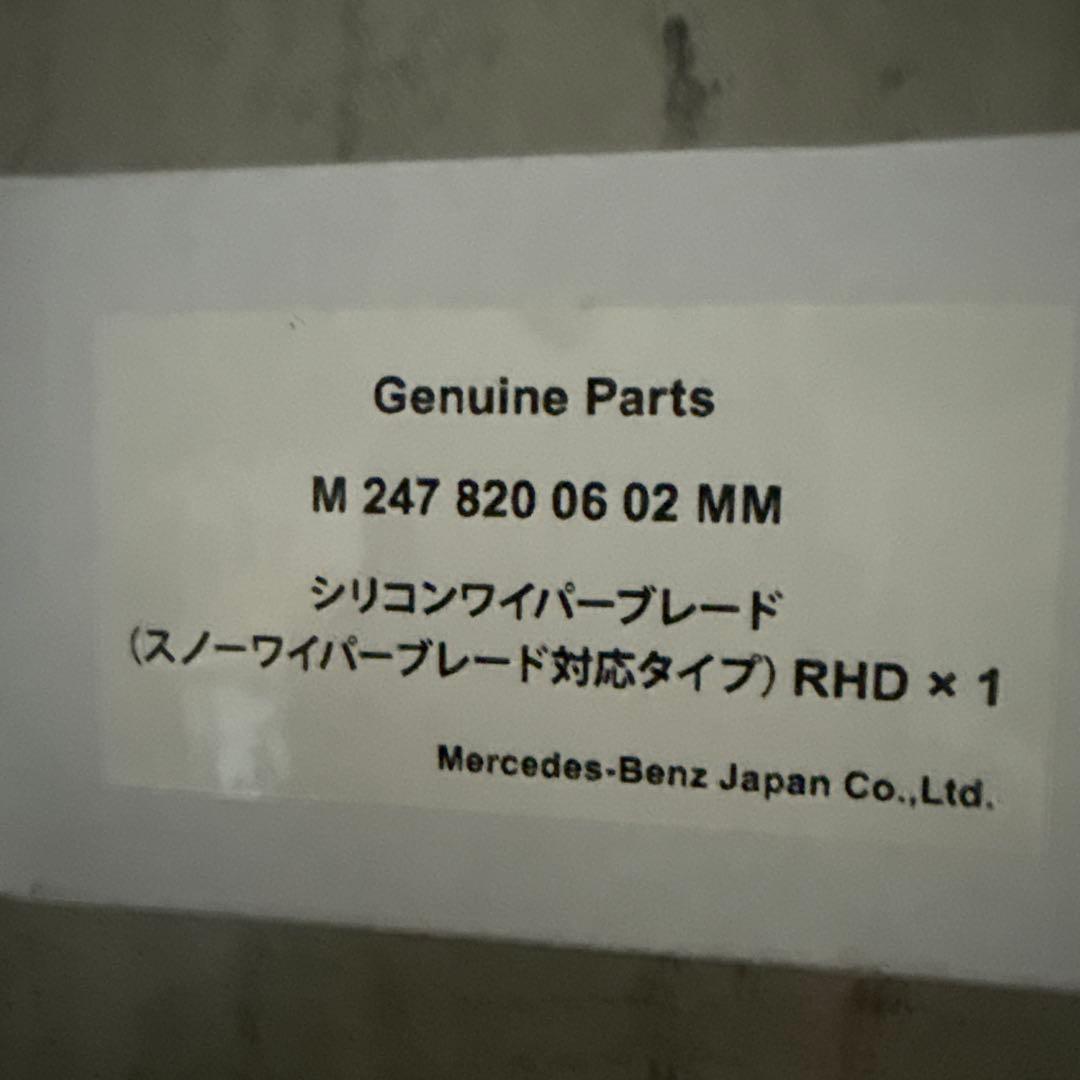 Genuine Parts
M 247 820 06 02 MM
シリコンワイパーブレード
（スノーワイパーブレード対応タイプ）RHD × 1
Mercedes-Benz Japan Co.,Ltd.